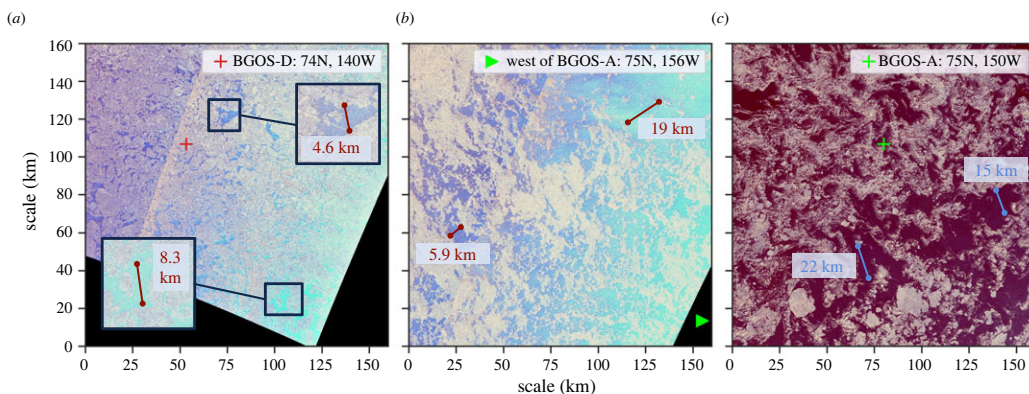 (a)
(b)
(c)
BGOS-D: 74N, 140W
west of BGOS-A: 75N, 156W
BGOS-A: 75N, 150W
scale (km)
160
140
120
100
80
60
40
20
0
4.6 km
8.3
km
19 km
5.9 km
15 km
22 km
0 25 50 75 100 125 150
0 25 50 75 100 125 150
0 25 50 75 100 125 150
scale (km)